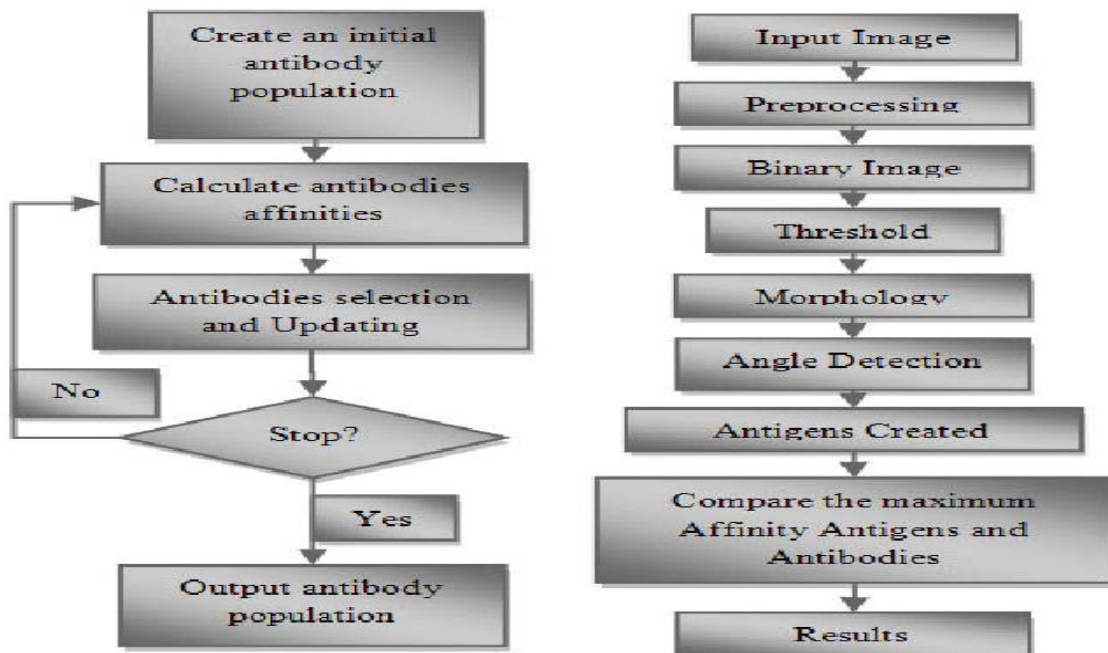 Create an initial
antibody
population
Calculate antibodies
affinities
Antibodies selection
and Updating
No
Stop?
Yes
Output antibody
population
Input Image
Preprocessing
Binary Image
Threshold
Morphology
Angle Detection
Antigens Created
Compare the maximum
Affinity Antigens and
Antibodies
Results